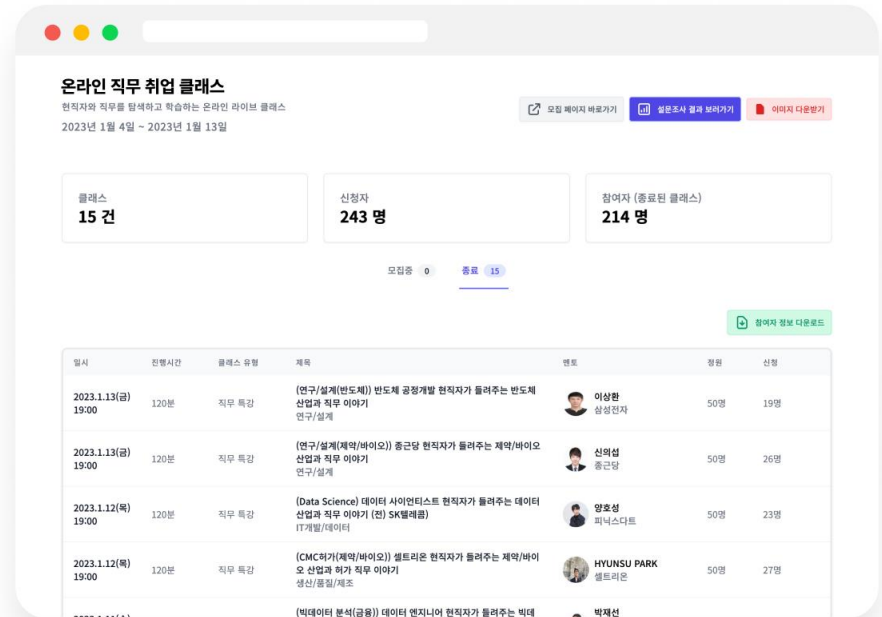 온라인 직무 취업 클래스
현직자와 직무를 탐색하고 학습하는 온라인 라이브 클래스
2023년 1월 4일 ~ 2023년 1월 13일
모집 페이지 바로가기
설문조사 결과 보러가기
이미지 다운받기
클래스
15 건
신청자
243 명
참여자 (종료된 클래스)
214 명
모집중 0
종료 15
참여자 정보 다운로드
일시 진행시간 클래스 유형 제목 멘토 정원 신청
2023.1.13(금)
19:00
120분
직무 특강
(연구/설계(반도체)) 반도체 공정개발 현직자가 들려주는 반도체
산업과 직무 이야기
연구/설계
이상환
삼성전자
50명
19명
2023.1.13(금)
19:00
120분
직무 특강
(연구/설계(제약/바이오)) 종근당 현직자가 들려주는 제약/바이오
산업과 직무 이야기
연구/설계
신의섭
종근당
50명
26명
2023.1.12(목)
19:00
120분
직무 특강
(Data Science) 데이터 사이언티스트 현직자가 들려주는 데이터
산업과 직무 이야기 (전) SK텔레콤)
IT개발/데이터
양호성
피닉스다트
50명
23명
2023.1.12(목)
19:00
120분
직무 특강
(CMC허가(제약/바이오)) 셀트리온 현직자가 들려주는 제약/바이
오 산업과 허가 직무 이야기
생산/품질/제조
HYUNSU PARK
셀트리온
50명
27명
(빅데이터 분석(금융)) 데이터 엔지니어 현직자가 들려주는 빅데
박재선